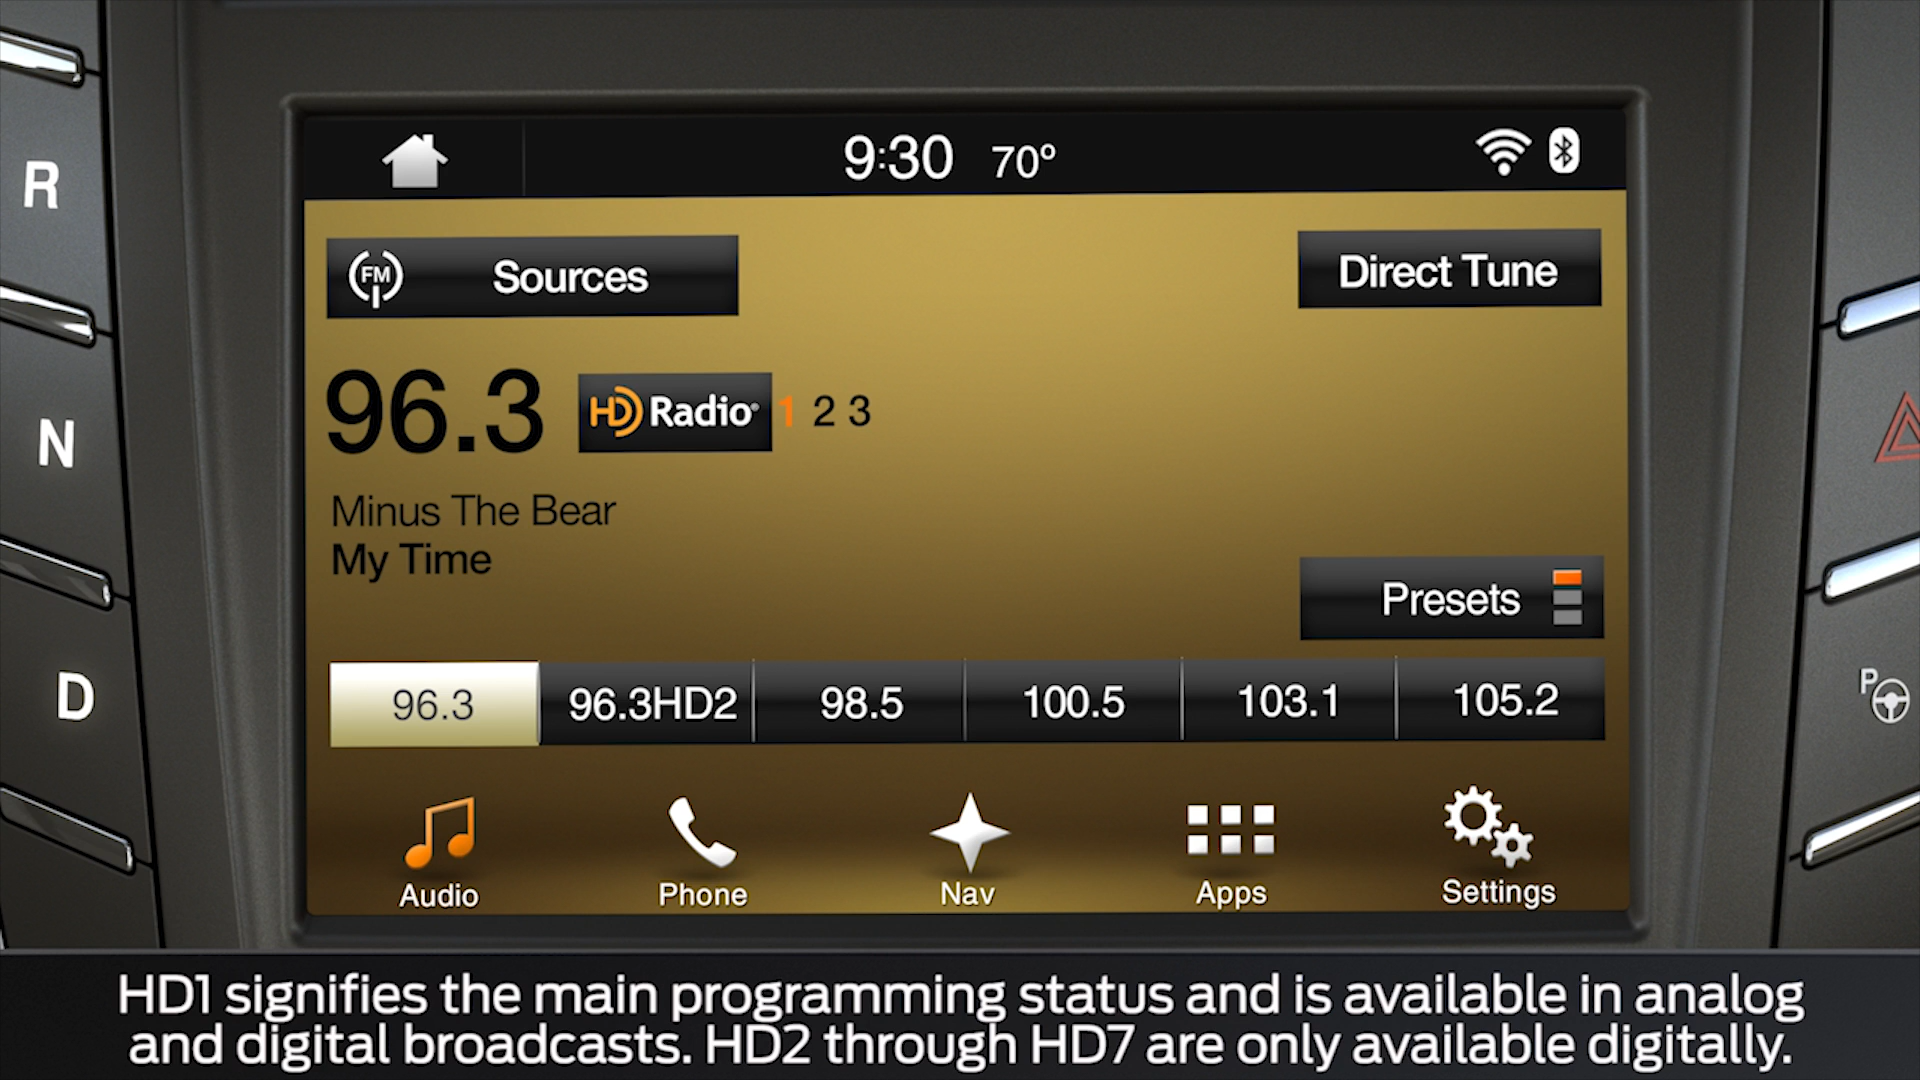 R
N
D
P
9:30 70°
FM Sources
Direct Tune
96.3 HD Radio® 1 2 3
Minus The Bear
My Time
Presets
96.3 96.3HD2 98.5 100.5 103.1 105.2
Audio Phone Nav Apps Settings
HD1 signifies the main programming status and is available in analog
and digital broadcasts. HD2 through HD7 are only available digitally.